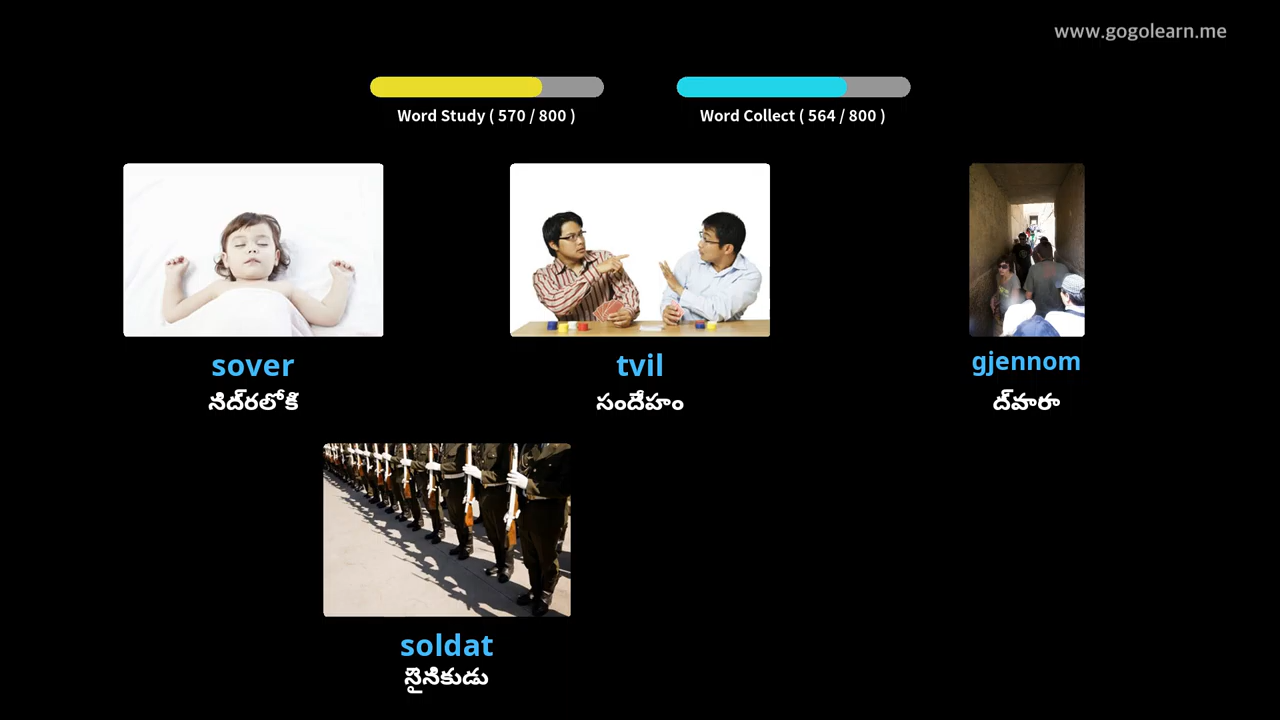 www.gogolearn.me
Word Study ( 570 / 800 )
Word Collect ( 564 / 800 )
sover
నిద్‌రలోకి
tvil
సందేహం
gjennom
ద్‌వారా
soldat
సైనికుడు